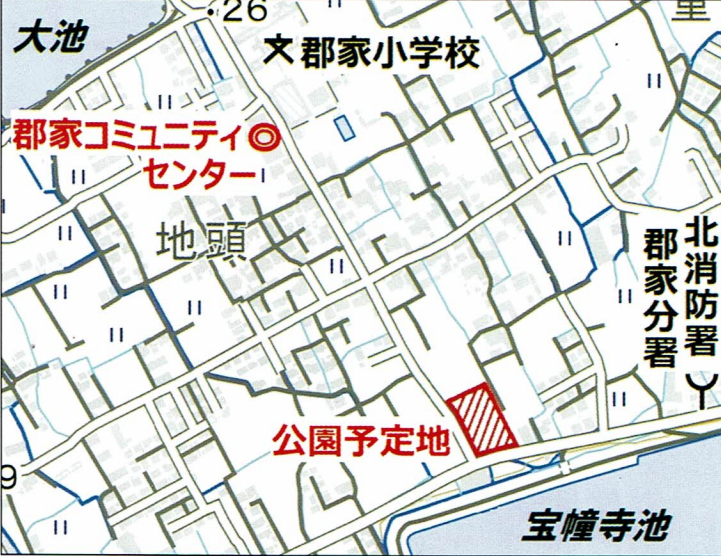 大池
・26
文郡家小学校
郡家コミュニティ◎
センター
地頭
北消防署
郡家分署
公園予定地
9
宝幢寺池